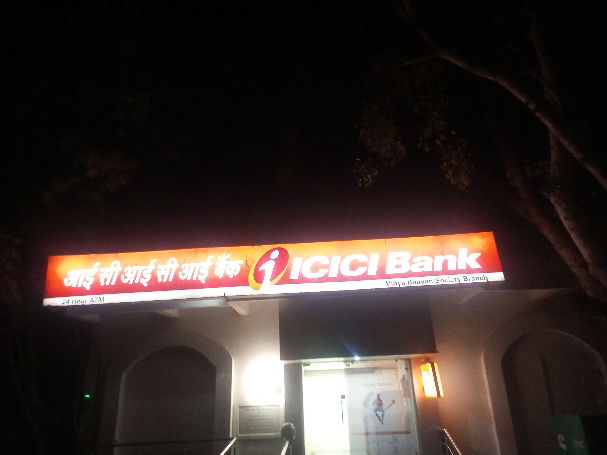 आई सी आई सी आई बैंक
ICICI Bank
24 Hour ATM
Vidya Bhavan Society Branch